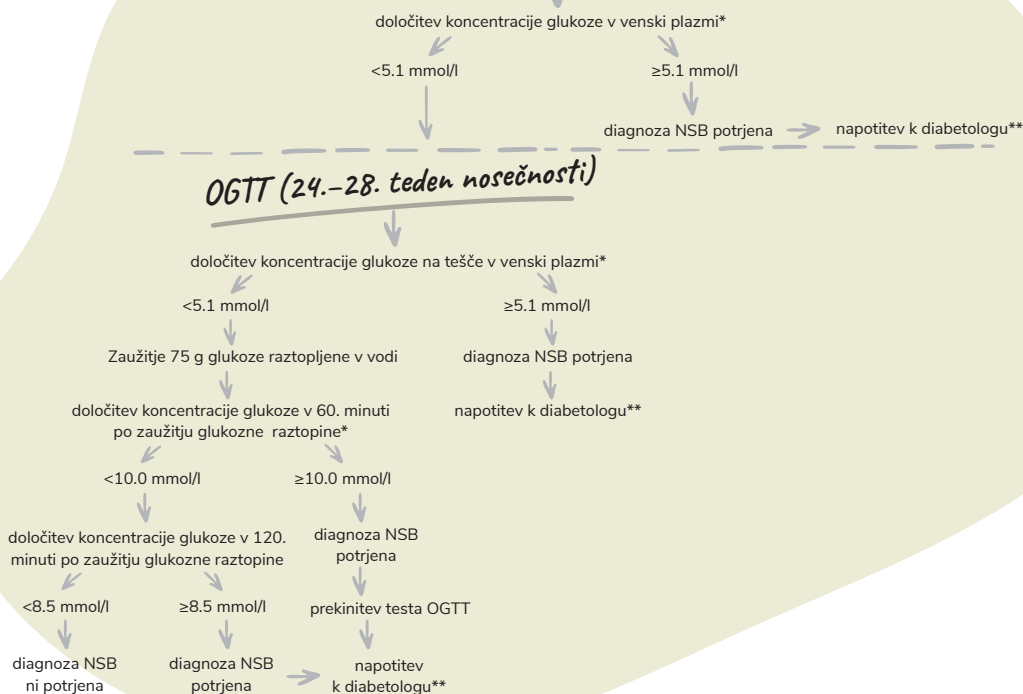 določitev koncentracije glukoze v venski plazmi*
<5.1 mmol/l
≥5.1 mmol/l
diagnoza NSB potrjena
napotitev k diabetologu**
OGTT (24.–28. teden nosečnosti)
določitev koncentracije glukoze na tešče v venski plazmi*
<5.1 mmol/l
≥5.1 mmol/l
Zaužitje 75 g glukoze raztopljene v vodi
diagnoza NSB potrjena
določitev koncentracije glukoze v 60. minuti
po zaužitju glukozne raztopine*
napotitev k diabetologu**
<10.0 mmol/l
≥10.0 mmol/l
določitev koncentracije glukoze v 120.
minuti po zaužitju glukozne raztopine
diagnoza NSB
potrjena
<8.5 mmol/l
≥8.5 mmol/l
prekinitev testa OGTT
diagnoza NSB
ni potrjena
diagnoza NSB
potrjena
napotitev
k diabetologu**